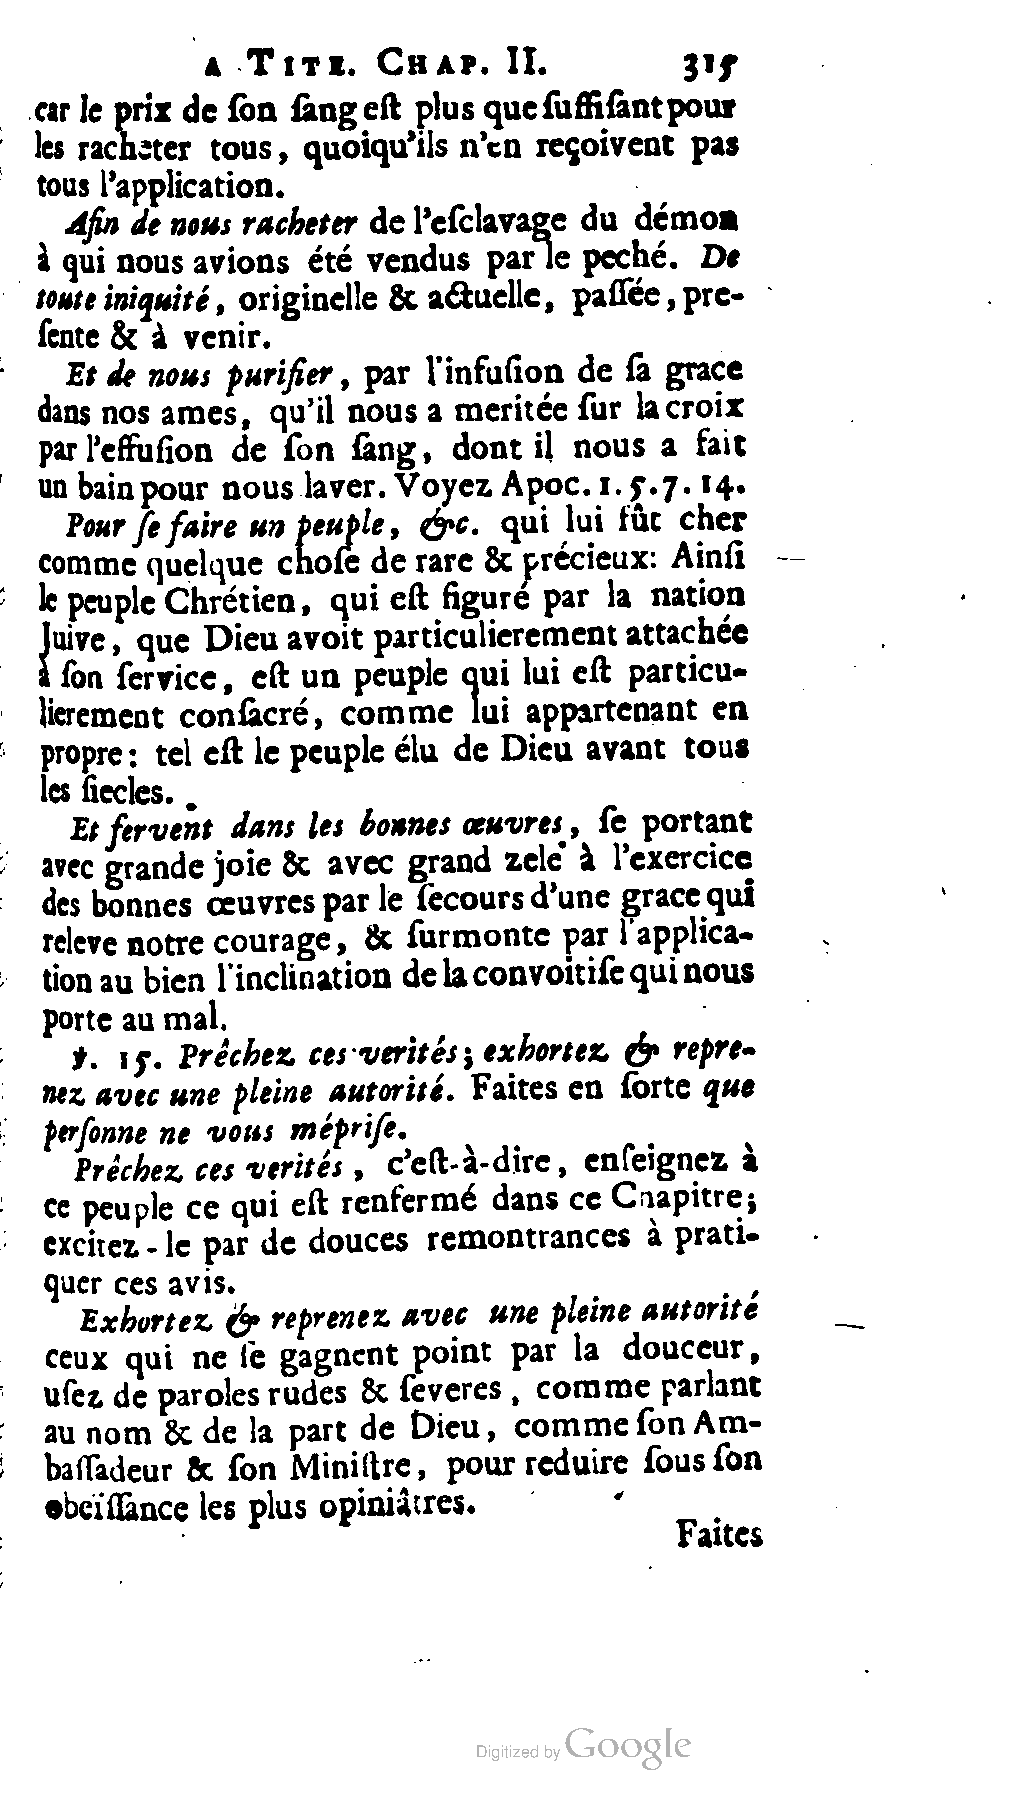 A TITE. CHAP. II. 315
car le prix de ſon ſang eſt plus que ſuffiſant pour
les racheter tous, quoiqu'ils n'en reçoivent pas
tous l'application.
Afin de nous racheter de l'eſclavage du démon
à qui nous avions été vendus par le peché. De
toute iniquité, originelle & actuelle, paſſée, pre-
ſente & à venir.
Et de nous purifier, par l'infuſion de ſa grace
dans nos ames, qu'il nous a meritée ſur la croix
par l'effuſion de ſon ſang, dont il nous a fait
un bain pour nous laver. Voyez Apoc. 1. 5. 7. 14.
Pour ſe faire un peuple, &c. qui lui fût cher
comme quelque choſe de rare & précieux: Ainſi
le peuple Chrétien, qui eſt figuré par la nation
Juive, que Dieu avoit particulierement attachée
à ſon ſervice, eſt un peuple qui lui eſt particu-
lierement conſacré, comme lui appartenant en
propre: tel eſt le peuple élu de Dieu avant tous
les ſiecles.
Et fervent dans les bonnes œuvres, ſe portant
avec grande joie & avec grand zele à l'exercice
des bonnes œuvres par le ſecours d'une grace qui
releve notre courage, & ſurmonte par l'applica-
tion au bien l'inclination de la convoitiſe qui nous
porte au mal.
℣. 15. Prêchez ces verités; exhortez & repre-
nez avec une pleine autorité. Faites en ſorte que
perſonne ne vous mépriſe.
Prêchez ces verités, c'eſt-à-dire, enſeignez à
ce peuple ce qui eſt renfermé dans ce Chapitre;
excitez-le par de douces remontrances à prati-
quer ces avis.
Exhortez & reprenez avec une pleine autorité
ceux qui ne ſe gagnent point par la douceur,
uſez de paroles rudes & ſeveres, comme parlant
au nom & de la part de Dieu, comme ſon Am-
baſſadeur & ſon Miniſtre, pour reduire ſous ſon
obeïſſance les plus opiniâtres.
Faites
Digitized by Google